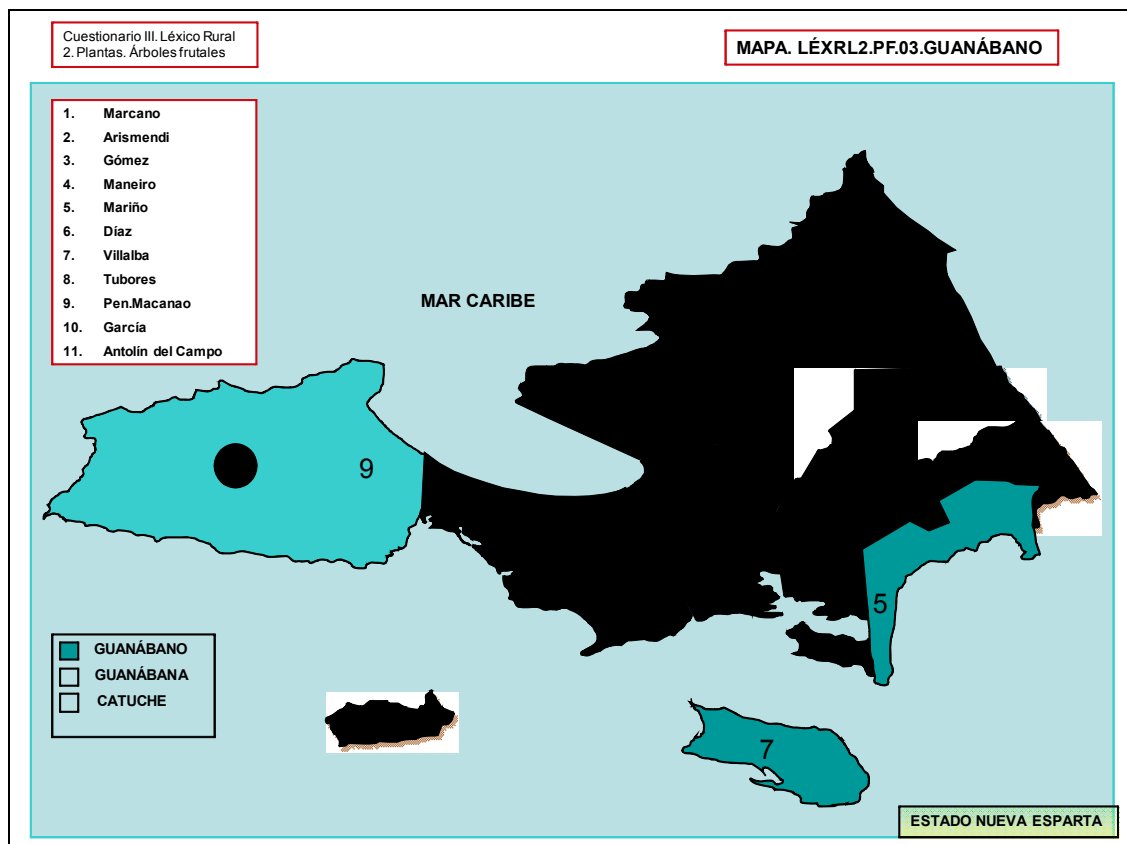 Cuestionario III. Léxico Rural
2. Plantas. Árboles frutales
MAPA. LÉXRL2.PF.03.GUANÁBANO
1. Marcano
2. Arismendi
3. Gómez
4. Maneiro
5. Mariño
6. Díaz
7. Villalba
8. Tubores
9. Pen.Macanao
10. García
11. Antolín del Campo
MAR CARIBE
9
5
GUANÁBANO
GUANÁBANA
CATUCHE
7
ESTADO NUEVA ESPARTA